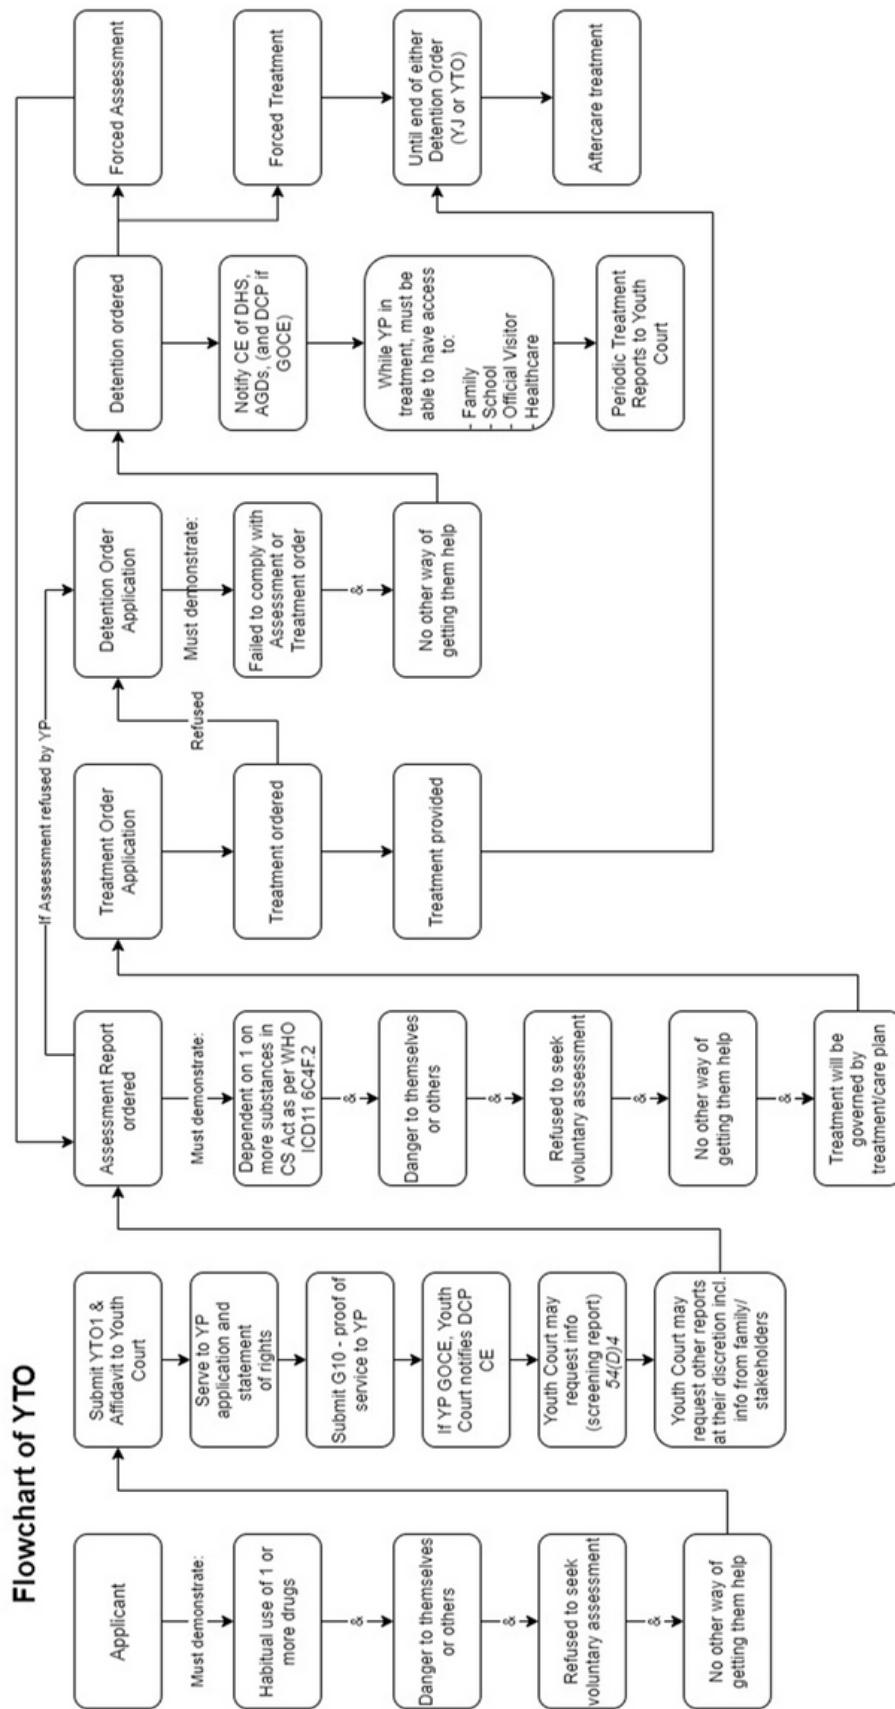 Flowchart of YTO
Applicant
Must demonstrate:
Habitual use of 1 or
more drugs
&
Danger to themselves
or others
&
Refused to seek
voluntary assessment
&
No other way of
getting them help
Submit YTO1 &
Affidavit to Youth
Court
Serve to YP
application and
statement
of rights
Submit G10 - proof of
service to YP
If YP GOCE, Youth
Court notifies DCP
CE
Youth Court may
request info
(screening report)
54(D)4
Youth Court may
request other reports
at their discretion incl.
info from family/
stakeholders
Assessment Report
ordered
Must demonstrate:
Dependent on 1 on
more substances in
CS Act as per WHO
ICD11 6C4F.2
&
Danger to themselves
or others
&
Refused to seek
voluntary assessment
&
No other way of
getting them help
&
Treatment will be
governed by
treatment/care plan
If Assessment refused by YP
Treatment Order
Application
Treatment ordered
Treatment provided
Refused
Detention Order
Application
Must demonstrate:
Failed to comply with
Assessment or
Treatment order
&
No other way of
getting them help
Detention ordered
Notify CE of DHS,
AGDs, (and DCP if
GOCE)
While YP in
treatment, must be
able to have access
to:
- Family
- School
- Official Visitor
- Healthcare
Periodic Treatment
Reports to Youth
Court
Forced Assessment
Forced Treatment
Until end of either
Detention Order
(YJ or YTO)
Aftercare treatment